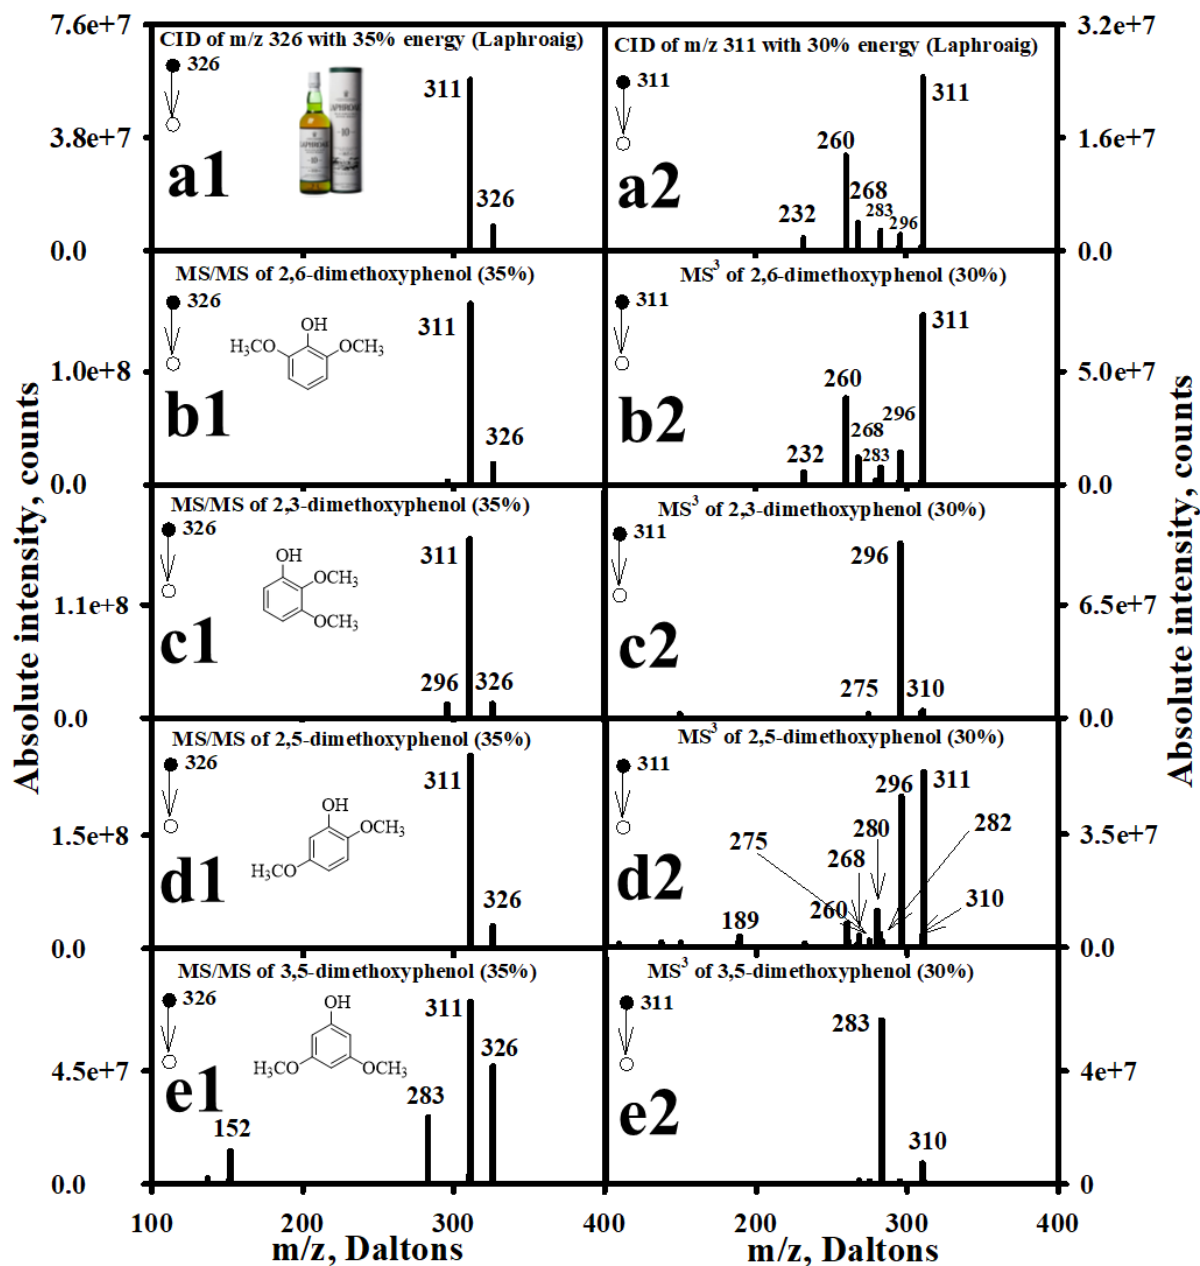 7.6e+7
CID of m/z 326 with 35% energy (Laphroaig)
326
311
326
3.8e+7
a1
LAPHROAIG
10
0.0
CID of m/z 311 with 30% energy (Laphroaig)
3.2e+7
311
311
260
268
283
296
232
1.6e+7
a2
0.0
MS/MS of 2,6-dimethoxyphenol (35%)
326
311
OH
H₃CO
OCH₃
326
1.0e+8
b1
0.0
MS³ of 2,6-dimethoxyphenol (30%)
311
311
260
296
268
283
232
5.0e+7
b2
0.0
MS/MS of 2,3-dimethoxyphenol (35%)
326
311
OH
OCH₃
OCH₃
296
326
1.1e+8
c1
0.0
MS³ of 2,3-dimethoxyphenol (30%)
311
296
275
310
6.5e+7
c2
0.0
MS/MS of 2,5-dimethoxyphenol (35%)
326
311
OH
OCH₃
H₃CO
326
1.5e+8
d1
0.0
MS³ of 2,5-dimethoxyphenol (30%)
311
296
311
280
282
275
268
310
260
189
3.5e+7
d2
0.0
MS/MS of 3,5-dimethoxyphenol (35%)
326
311
OH
H₃CO
OCH₃
326
283
152
4.5e+7
e1
0.0
MS³ of 3,5-dimethoxyphenol (30%)
311
283
310
4e+7
e2
0
100
200
300
400
200
300
400
m/z, Daltons
m/z, Daltons
Absolute intensity, counts
Absolute intensity, counts